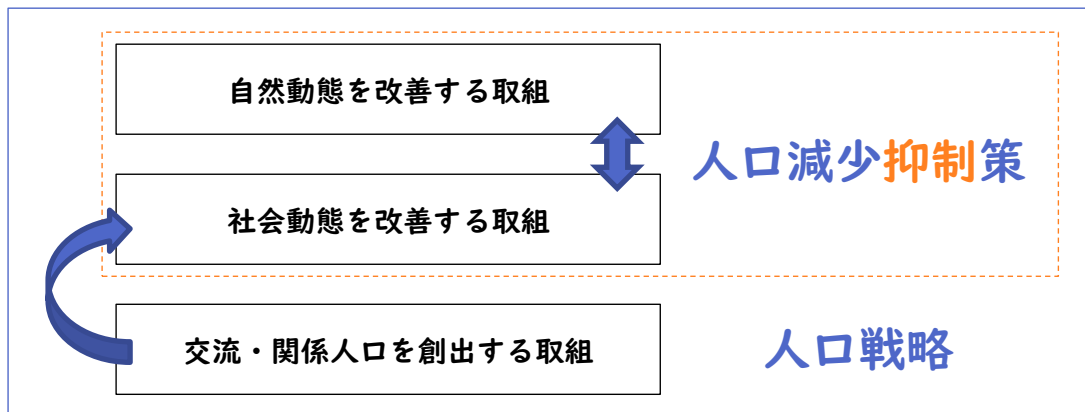 自然動態を改善する取組
人口減少抑制策
社会動態を改善する取組
交流・関係人口を創出する取組
人口戦略